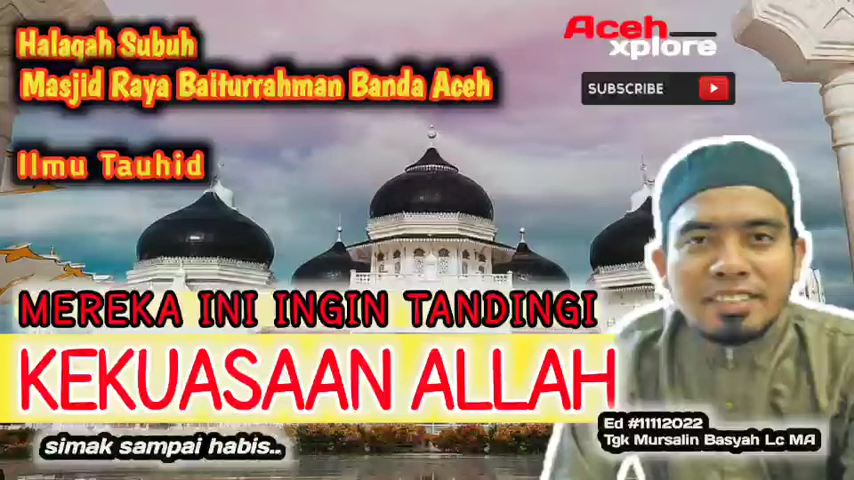 Halaqah Subuh
Masjid Raya Baiturrahman Banda Aceh
Ilmu Tauhid
Aceh
xplore
SUBSCRIBE
MEREKA INI INGIN TANDINGI
KEKUASAAN ALLAH
simak sampai habis..
Ed #11112022
Tgk Mursalin Basyah Lc MA